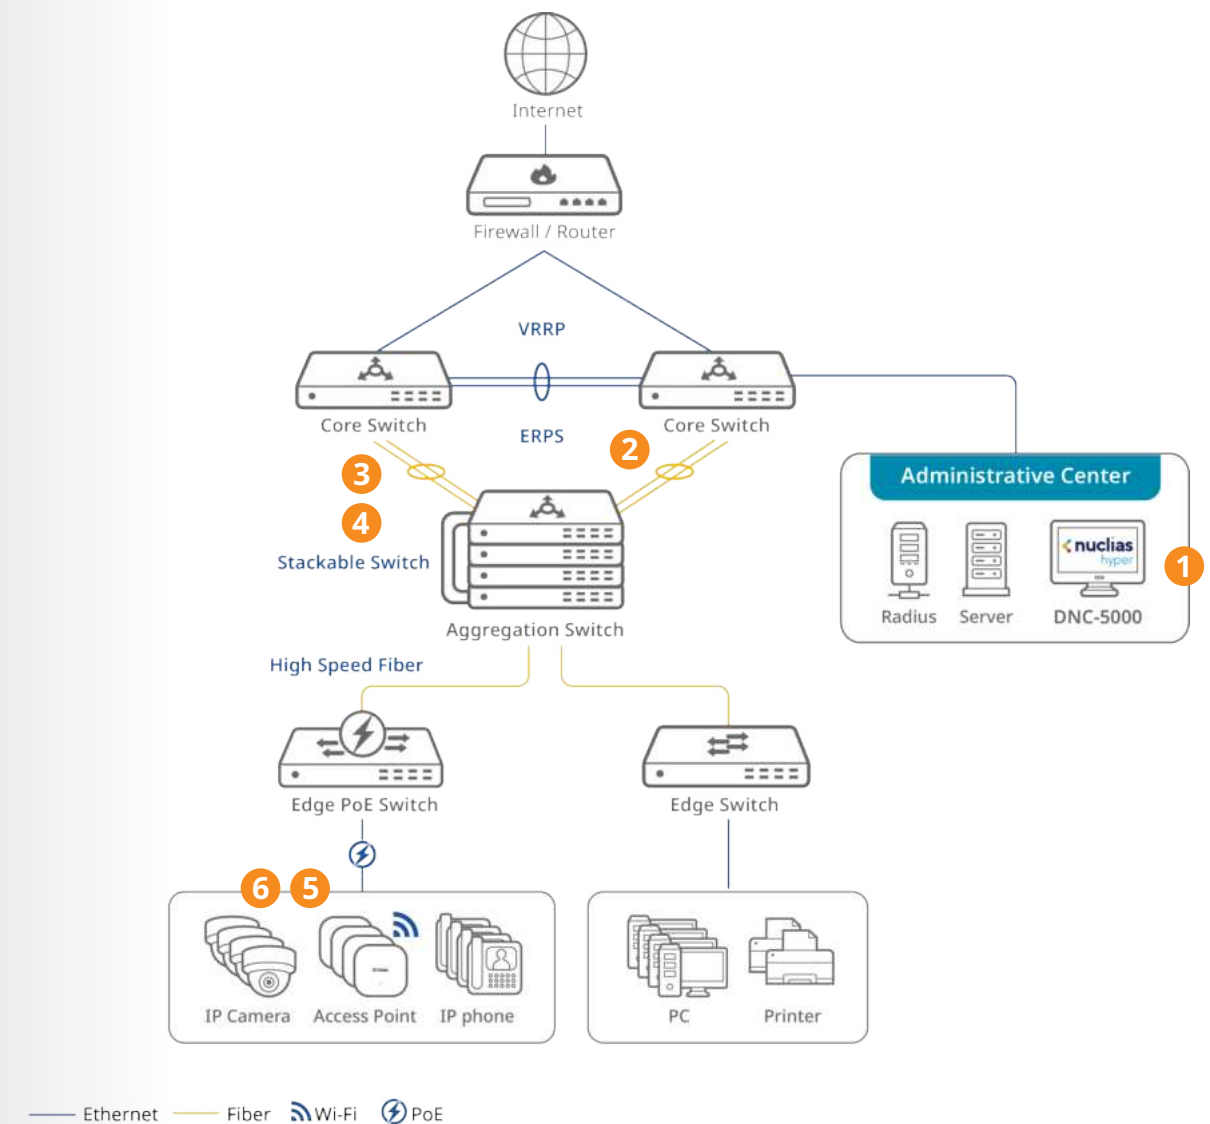 Internet
Firewall / Router
VRRP
Core Switch
Core Switch
ERPS
2
3
4
Administrative Center
Stackable Switch
nuclias
hyper
1
Radius
Server
DNC-5000
Aggregation Switch
High Speed Fiber
Edge PoE Switch
Edge Switch
6
5
IP Camera
Access Point
IP phone
PC
Printer
Ethernet
Fiber
Wi-Fi
PoE